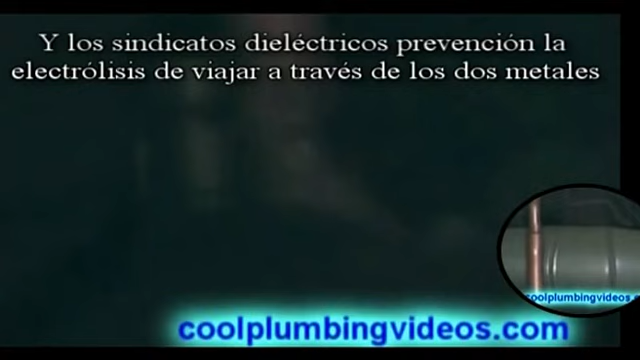 Y los sindicatos dieléctricos prevención la
electrólisis de viajar a través de los dos metales
coolplumbingvideos.com
coolplumbingvideos